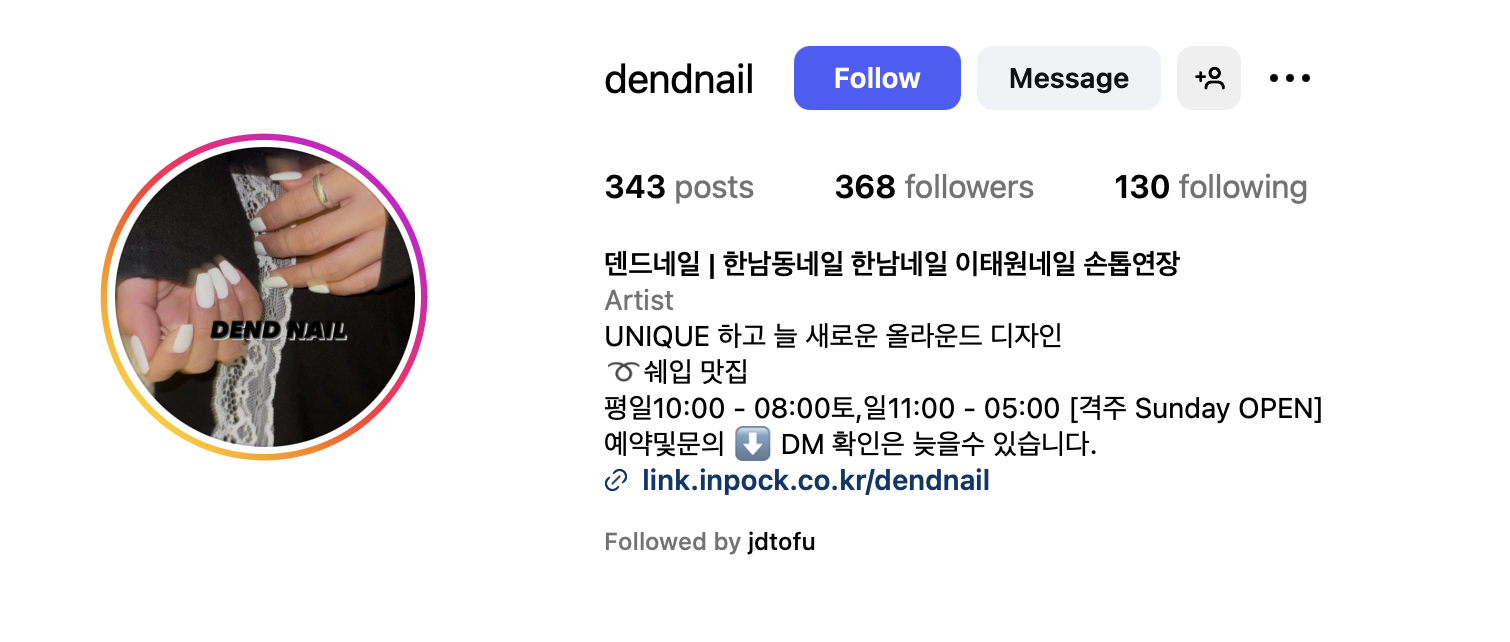 dendnail Follow Message
343 posts 368 followers 130 following
덴드네일 | 한남동네일 한남네일 이태원네일 손톱연장
Artist
UNIQUE 하고 늘 새로운 올라운드 디자인
➰쉐입 맛집
평일10:00 - 08:00토,일11:00 - 05:00 [격주 Sunday OPEN]
예약및문의 ⬇️ DM 확인은 늦을수 있습니다.
link.inpock.co.kr/dendnail
Followed by jdtofu
DEND NAIL